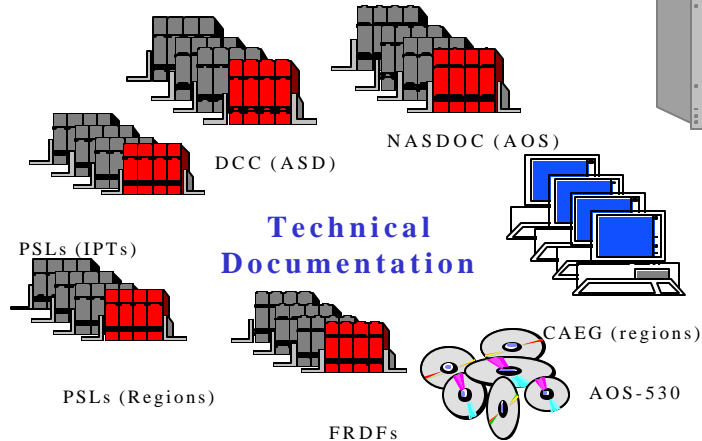 NASDOC (AOS)
DCC (ASD)
Technical
Documentation
PSLs (IPTs)
CAEG (regions)
PSLs (Regions)
AOS-530
FRDFs